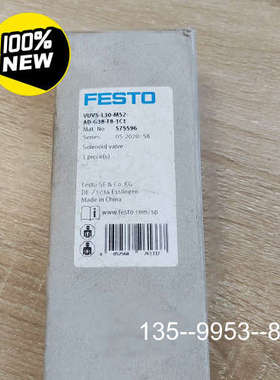 100%
NEW
FESTO
VUVS-L30-M52-
AD-G38-F8-1C1
Mat. No. 575596
Series 05.2020 S8
Solenoid valve
1 piece(s)
Festo SE & Co. KG
DE-73734 Esslingen
Made in China
www.festo.com/sp
135--9953--8